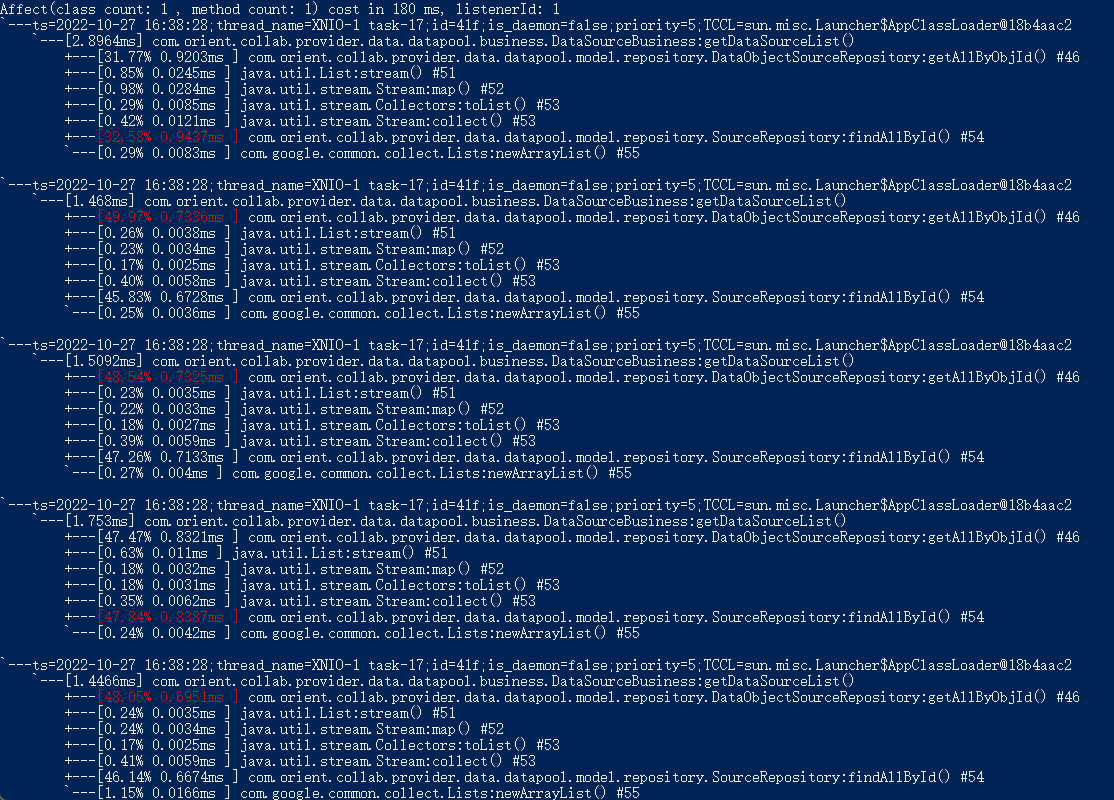 Affect(class count: 1 , method count: 1) cost in 180 ms, listenerId: 1
`---ts=2022-10-27 16:38:28;thread_name=XNIO-1 task-17;id=41f;is_daemon=false;priority=5;TCCL=sun.misc.Launcher$AppClassLoader@18b4aac2
    `---[2.8964ms] com.orient.collab.provider.data.datapool.business.DataSourceBusiness:getDataSourceList()
        +---[31.77% 0.9203ms ] com.orient.collab.provider.data.datapool.model.repository.DataObjectSourceRepository:getAllByObjId() #46
        +---[0.85% 0.0245ms ] java.util.List:stream() #51
        +---[0.98% 0.0284ms ] java.util.stream.Stream:map() #52
        +---[0.29% 0.0085ms ] java.util.stream.Collectors:toList() #53
        +---[0.42% 0.0121ms ] java.util.stream.Stream:collect() #53
        +---[32.58% 0.9437ms ] com.orient.collab.provider.data.datapool.model.repository.SourceRepository:findAllById() #54
        `---[0.29% 0.0083ms ] com.google.common.collect.Lists:newArrayList() #55
`---ts=2022-10-27 16:38:28;thread_name=XNIO-1 task-17;id=41f;is_daemon=false;priority=5;TCCL=sun.misc.Launcher$AppClassLoader@18b4aac2
    `---[1.468ms] com.orient.collab.provider.data.datapool.business.DataSourceBusiness:getDataSourceList()
        +---[49.97% 0.7336ms ] com.orient.collab.provider.data.datapool.model.repository.DataObjectSourceRepository:getAllByObjId() #46
        +---[0.26% 0.0038ms ] java.util.List:stream() #51
        +---[0.23% 0.0034ms ] java.util.stream.Stream:map() #52
        +---[0.17% 0.0025ms ] java.util.stream.Collectors:toList() #53
        +---[0.40% 0.0058ms ] java.util.stream.Stream:collect() #53
        +---[45.83% 0.6728ms ] com.orient.collab.provider.data.datapool.model.repository.SourceRepository:findAllById() #54
        `---[0.25% 0.0036ms ] com.google.common.collect.Lists:newArrayList() #55
`---ts=2022-10-27 16:38:28;thread_name=XNIO-1 task-17;id=41f;is_daemon=false;priority=5;TCCL=sun.misc.Launcher$AppClassLoader@18b4aac2
    `---[1.5092ms] com.orient.collab.provider.data.datapool.business.DataSourceBusiness:getDataSourceList()
        +---[48.54% 0.7325ms ] com.orient.collab.provider.data.datapool.model.repository.DataObjectSourceRepository:getAllByObjId() #46
        +---[0.23% 0.0035ms ] java.util.List:stream() #51
        +---[0.22% 0.0033ms ] java.util.stream.Stream:map() #52
        +---[0.18% 0.0027ms ] java.util.stream.Collectors:toList() #53
        +---[0.39% 0.0059ms ] java.util.stream.Stream:collect() #53
        +---[47.26% 0.7133ms ] com.orient.collab.provider.data.datapool.model.repository.SourceRepository:findAllById() #54
        `---[0.27% 0.004ms ] com.google.common.collect.Lists:newArrayList() #55
`---ts=2022-10-27 16:38:28;thread_name=XNIO-1 task-17;id=41f;is_daemon=false;priority=5;TCCL=sun.misc.Launcher$AppClassLoader@18b4aac2
    `---[1.753ms] com.orient.collab.provider.data.datapool.business.DataSourceBusiness:getDataSourceList()
        +---[47.47% 0.8321ms ] com.orient.collab.provider.data.datapool.model.repository.DataObjectSourceRepository:getAllByObjId() #46
        +---[0.63% 0.011ms ] java.util.List:stream() #51
        +---[0.18% 0.0032ms ] java.util.stream.Stream:map() #52
        +---[0.18% 0.0031ms ] java.util.stream.Collectors:toList() #53
        +---[0.35% 0.0062ms ] java.util.stream.Stream:collect() #53
        +---[47.84% 0.8387ms ] com.orient.collab.provider.data.datapool.model.repository.SourceRepository:findAllById() #54
        `---[0.24% 0.0042ms ] com.google.common.collect.Lists:newArrayList() #55
`---ts=2022-10-27 16:38:28;thread_name=XNIO-1 task-17;id=41f;is_daemon=false;priority=5;TCCL=sun.misc.Launcher$AppClassLoader@18b4aac2
    `---[1.4466ms] com.orient.collab.provider.data.datapool.business.DataSourceBusiness:getDataSourceList()
        +---[48.05% 0.6951ms ] com.orient.collab.provider.data.datapool.model.repository.DataObjectSourceRepository:getAllByObjId() #46
        +---[0.24% 0.0035ms ] java.util.List:stream() #51
        +---[0.24% 0.0034ms ] java.util.stream.Stream:map() #52
        +---[0.17% 0.0025ms ] java.util.stream.Collectors:toList() #53
        +---[0.41% 0.0059ms ] java.util.stream.Stream:collect() #53
        +---[46.14% 0.6674ms ] com.orient.collab.provider.data.datapool.model.repository.SourceRepository:findAllById() #54
        `---[1.15% 0.0166ms ] com.google.common.collect.Lists:newArrayList() #55